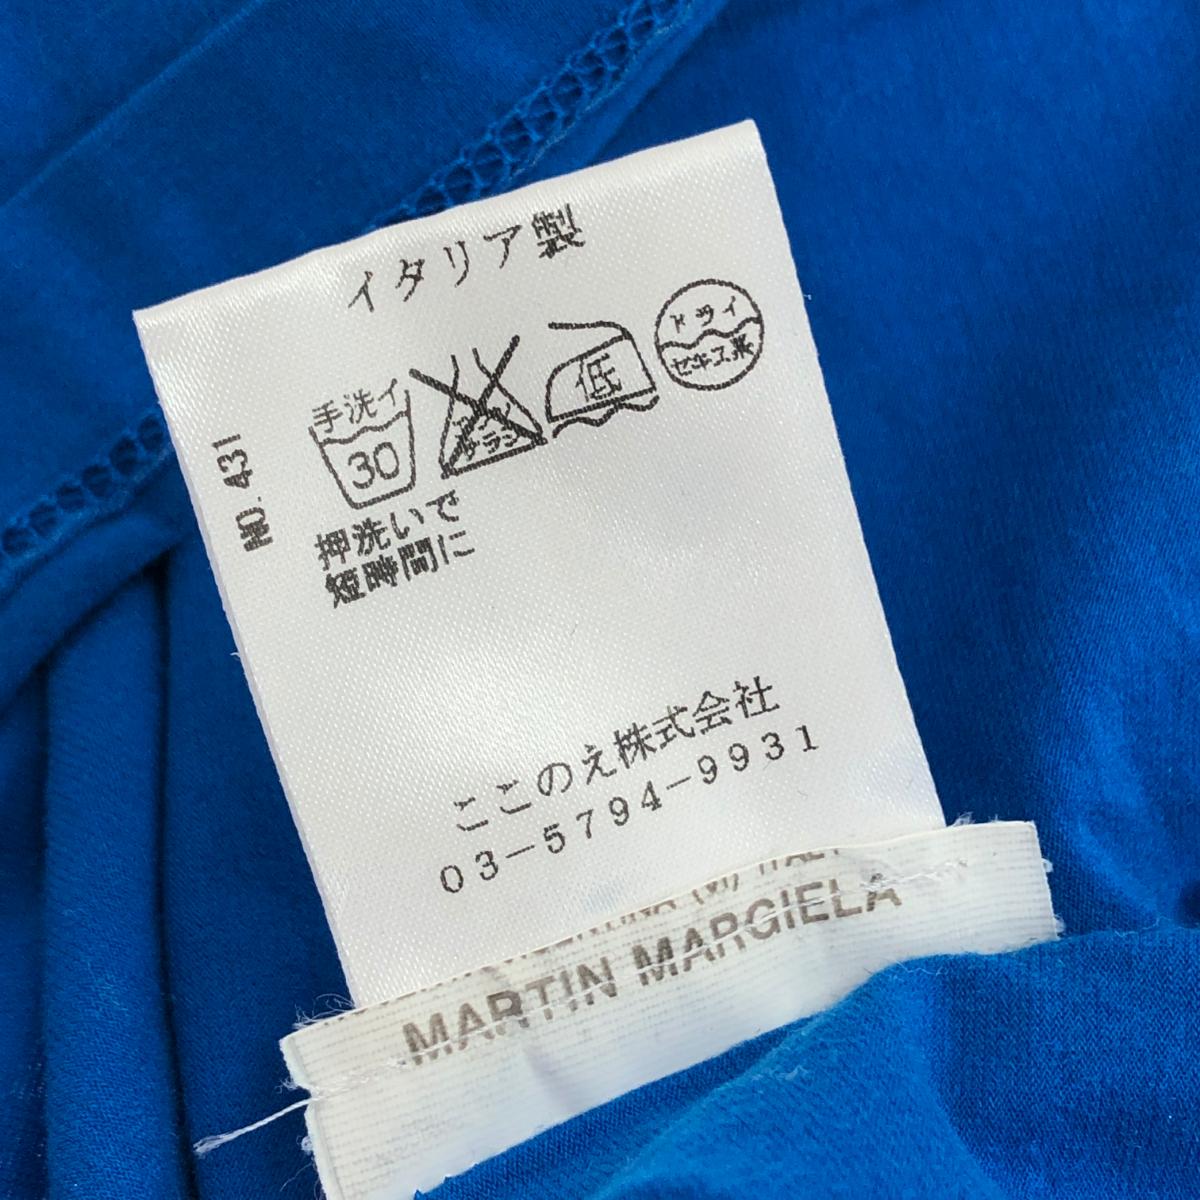 イタリア製
手洗イ
30
低
ドライ
セキユ系
NO. 431
押洗いで
短時間に
ここのえ株式会社
03-5794-9931
(VI) ITALY
MARTIN MARGIELA